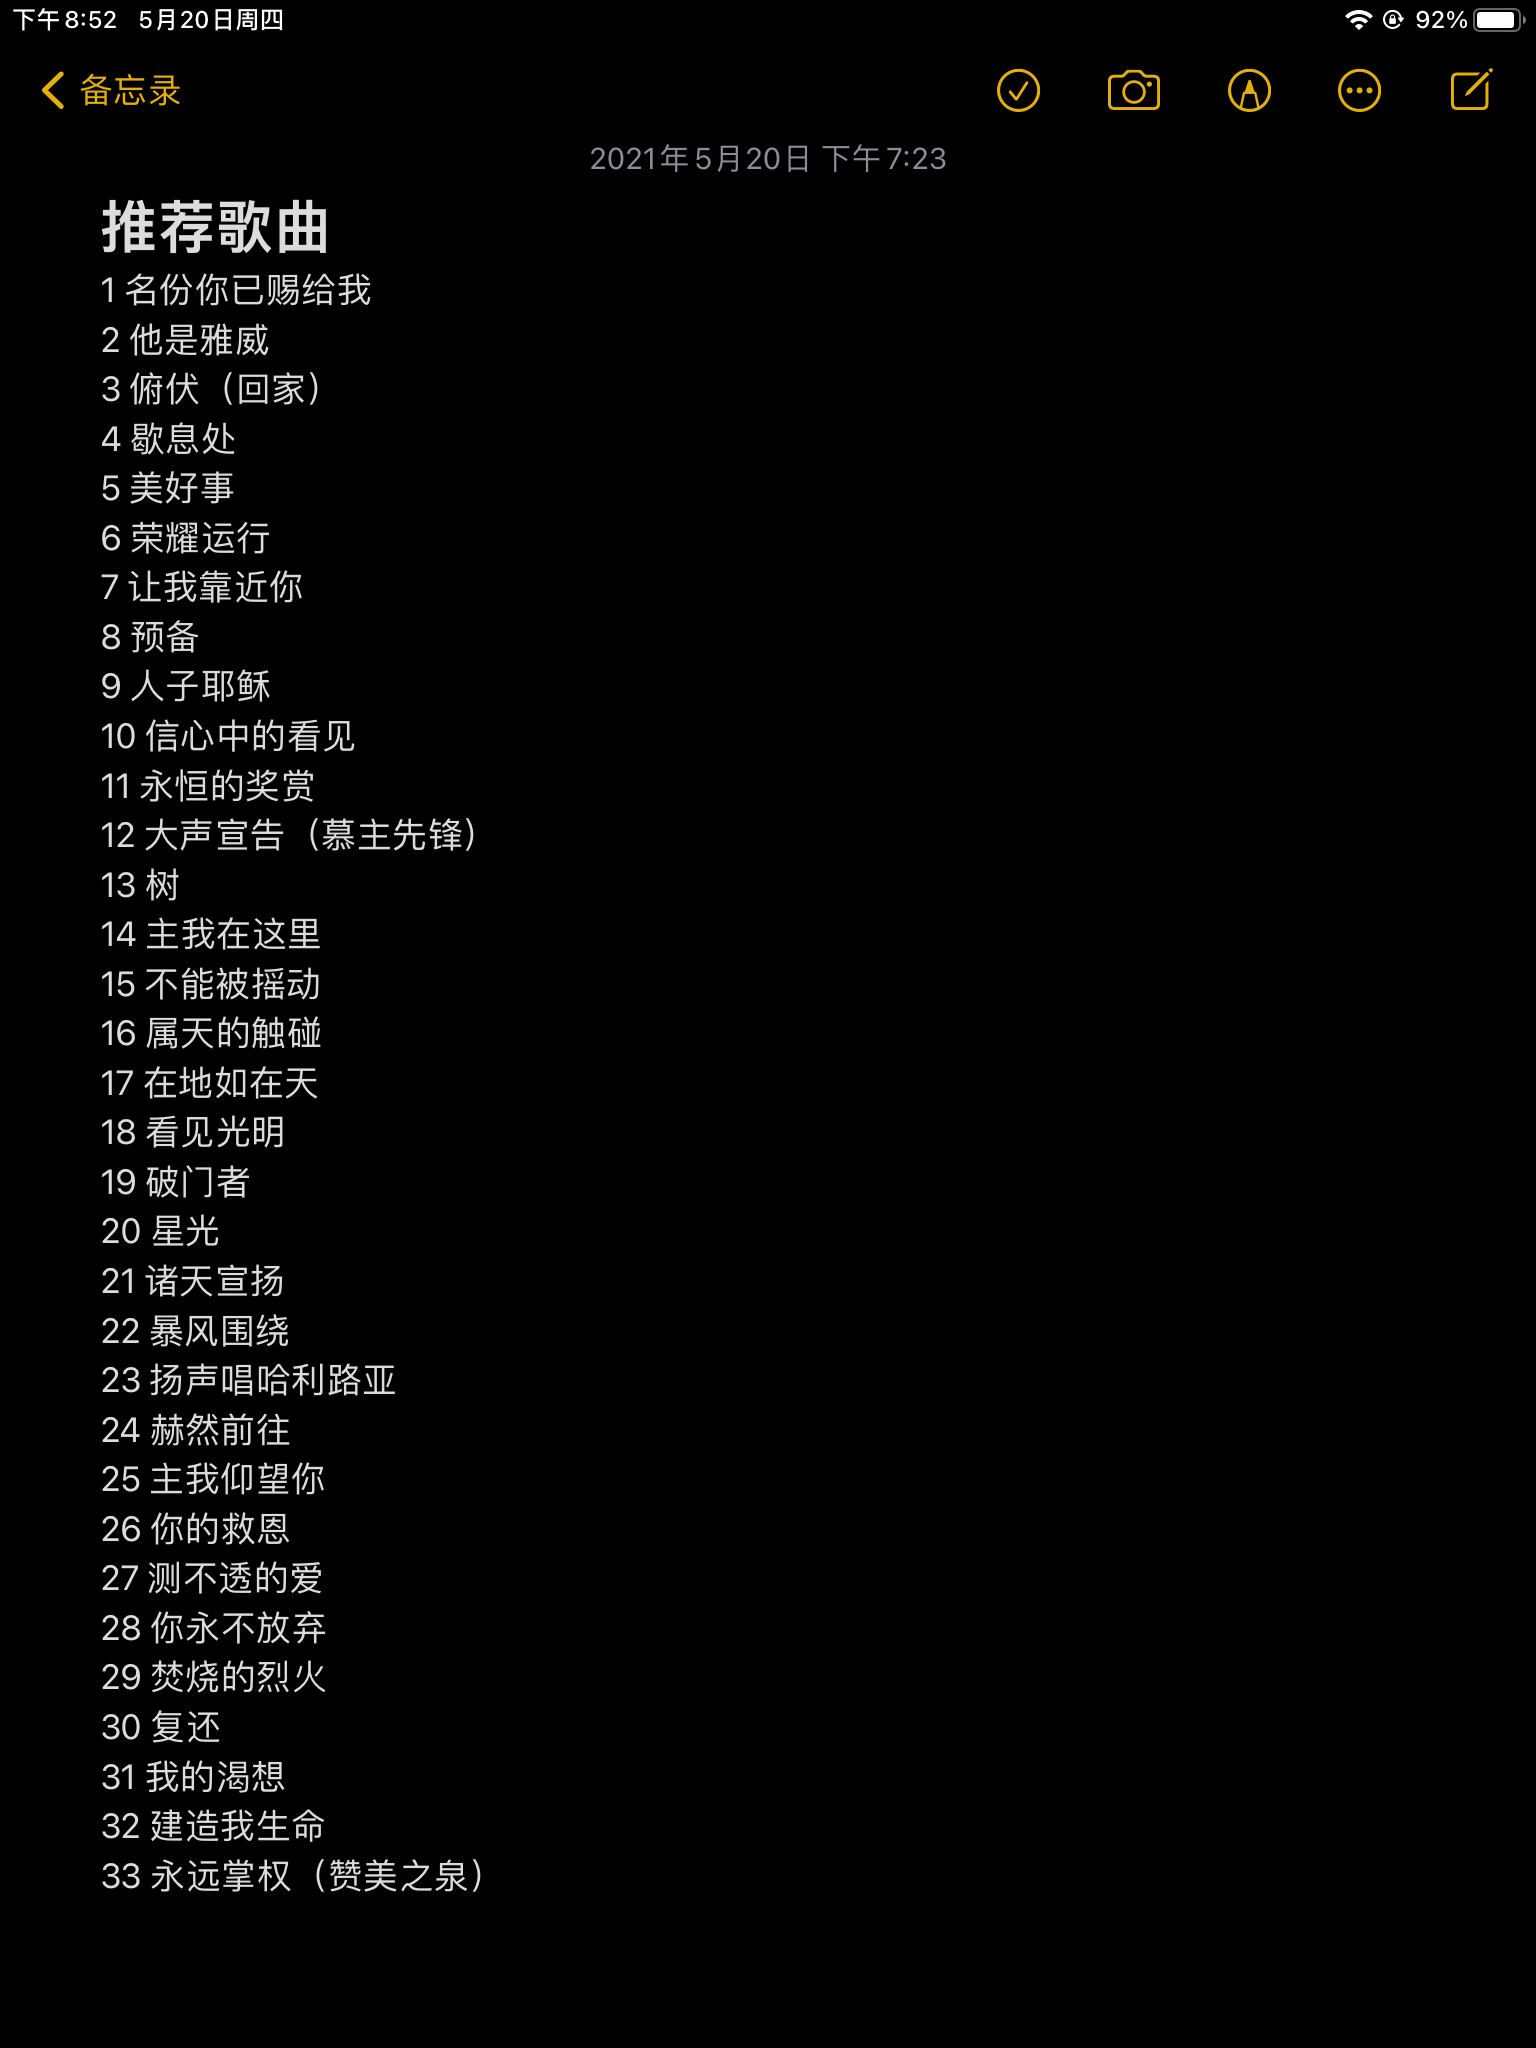 下午8:52 5月20日周四 92%
备忘录
2021年5月20日 下午7:23
推荐歌曲
1 名份你已赐给我
2 他是雅威
3 俯伏（回家）
4 歇息处
5 美好事
6 荣耀运行
7 让我靠近你
8 预备
9 人子耶稣
10 信心中的看见
11 永恒的奖赏
12 大声宣告（慕主先锋）
13 树
14 主我在这里
15 不能被摇动
16 属天的触碰
17 在地如在天
18 看见光明
19 破门者
20 星光
21 诸天宣扬
22 暴风围绕
23 扬声唱哈利路亚
24 赫然前往
25 主我仰望你
26 你的救恩
27 测不透的爱
28 你永不放弃
29 焚烧的烈火
30 复还
31 我的渴想
32 建造我生命
33 永远掌权（赞美之泉）